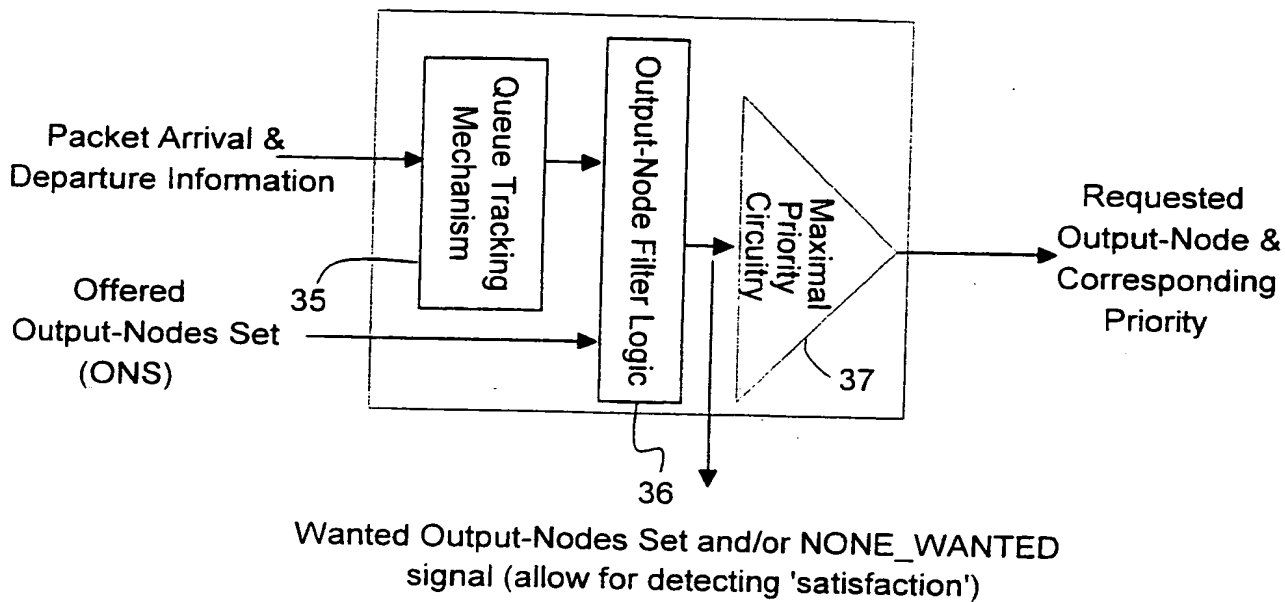 Packet Arrival &
Departure Information
Offered
Output-Nodes Set
(ONS)
35
Queue Tracking
Mechanism
Output-Node Filter Logic
36
Maximal
Priority
Circuitry
37
Requested
Output-Node &
Corresponding
Priority
Wanted Output-Nodes Set and/or NONE_WANTED
signal (allow for detecting 'satisfaction')